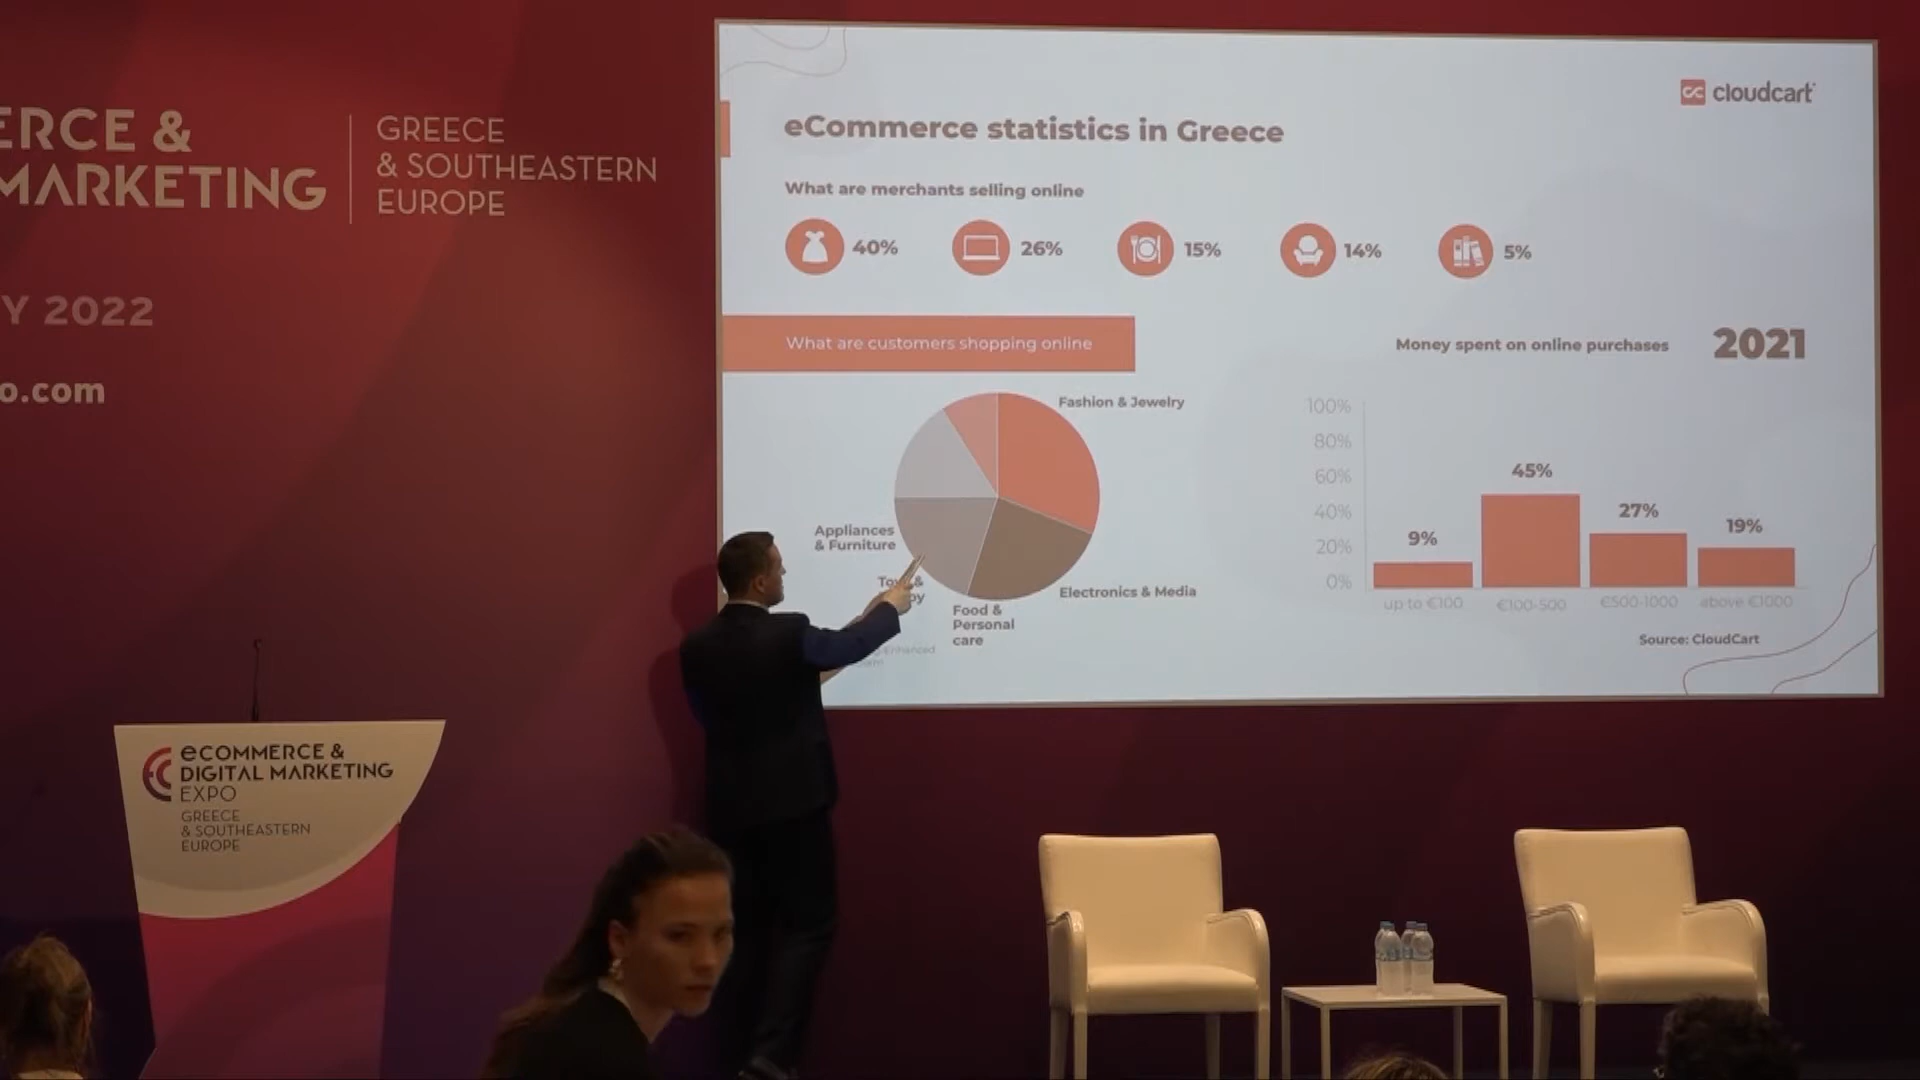 ERCE &
MARKETING
GREECE
& SOUTHEASTERN
EUROPE
Y 2022
o.com
cloudcart
eCommerce statistics in Greece
What are merchants selling online
40%
26%
15%
14%
5%
What are customers shopping online
Fashion & Jewelry
Appliances
& Furniture
&
Food &
Personal
care
Electronics & Media
Enhanced
Money spent on online purchases
2021
100%
80%
60%
40%
20%
0%
9%
45%
27%
19%
up to €100
€100-500
€500-1000
above €1000
Source: CloudCart
eCOMMERCE &
DIGITAL MARKETING
EXPO
GREECE
& SOUTHEASTERN
EUROPE